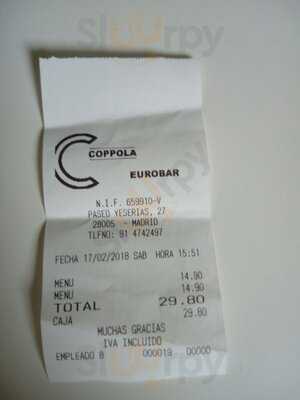 Sluurpy
COPPOLA
EUROBAR
N.I.F. 659910-V
PASEO YESERIAS, 27
28005 - MADRID
TLFNO: 91 4742497
FECHA 17/02/2018 SAB HORA 15:51
MENU 14.90
MENU 14.90
TOTAL 29.80
CAJA 29.80
MUCHAS GRACIAS
IVA INCLUIDO
EMPLEADO 8 000019 00000